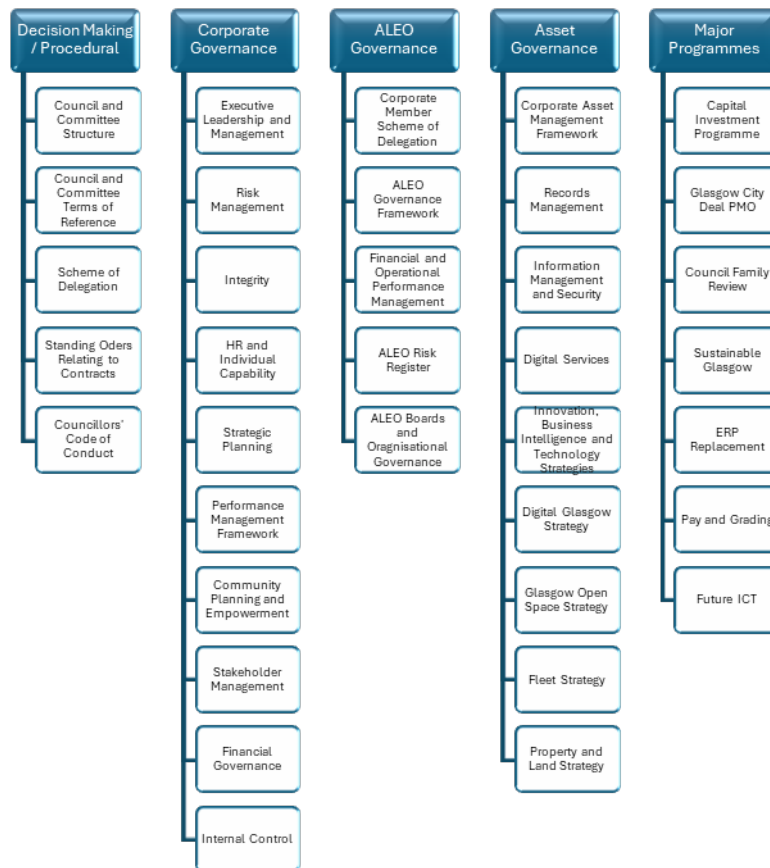 Decision Making
/ Procedural
Council and
Committee
Structure
Council and
Committee
Terms of
Reference
Scheme of
Delegation
Standing Oders
Relating to
Contracts
Councillors'
Code of
Conduct
Corporate
Governance
Executive
Leadership and
Management
Risk
Management
Integrity
HR and
Individual
Capability
Strategic
Planning
Performance
Management
Framework
Community
Planning and
Empowerment
Stakeholder
Management
Financial
Governance
Internal Control
ALEO
Governance
Corporate
Member
Scheme of
Delegation
ALEO
Governance
Framework
Financial and
Operational
Performance
Management
ALEO Risk
Register
ALEO Boards
and
Oragnisational
Governance
Asset
Governance
Corporate Asset
Management
Framework
Records
Management
Information
Management
and Security
Digital Services
Innovation,
Business
Intelligence and
Technology
Strategies
Digital Glasgow
Strategy
Glasgow Open
Space Strategy
Fleet Strategy
Property and
Land Strategy
Major
Programmes
Capital
Investment
Programme
Glasgow City
Deal PMO
Council Family
Review
Sustainable
Glasgow
ERP
Replacement
Pay and Grading
Future ICT